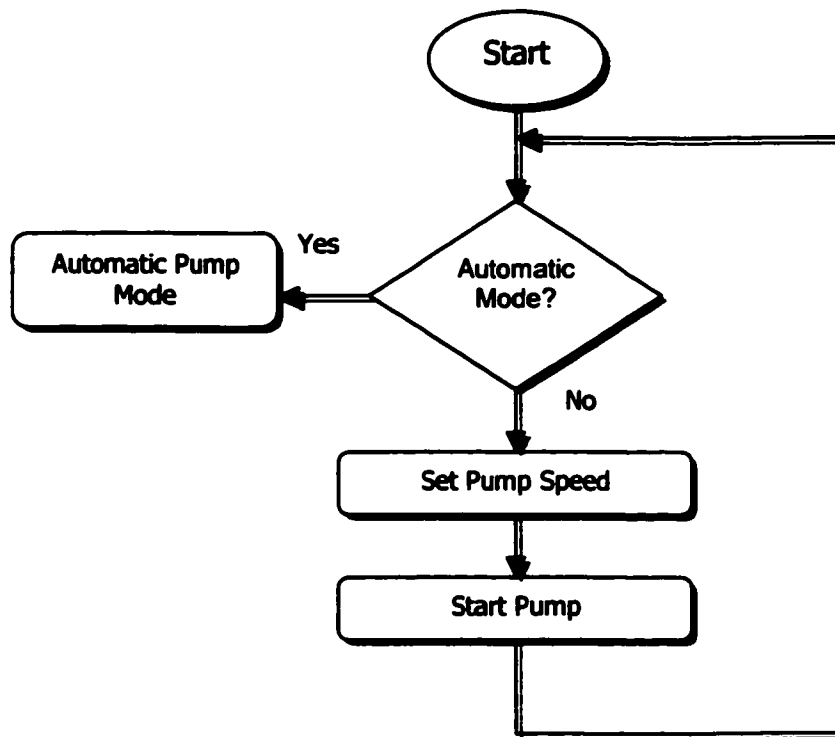 Start
Automatic
Mode?
Yes
Automatic Pump
Mode
No
Set Pump Speed
Start Pump